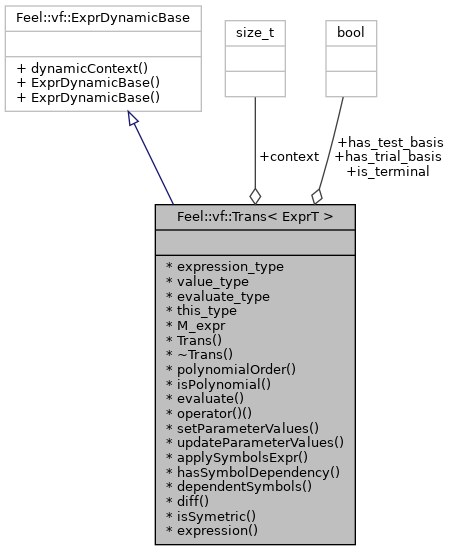 Feel::vf::ExprDynamicBase
+ dynamicContext()
+ ExprDynamicBase()
+ ExprDynamicBase()
size_t
bool
+context
+has_test_basis
+has_trial_basis
+is_terminal
Feel::vf::Trans< ExprT >
* expression_type
* value_type
* evaluate_type
* this_type
* M_expr
* Trans()
* ~Trans()
* polynomialOrder()
* isPolynomial()
* evaluate()
* operator()()
* setParameterValues()
* updateParameterValues()
* applySymbolsExpr()
* hasSymbolDependency()
* dependentSymbols()
* diff()
* isSymetric()
* expression()